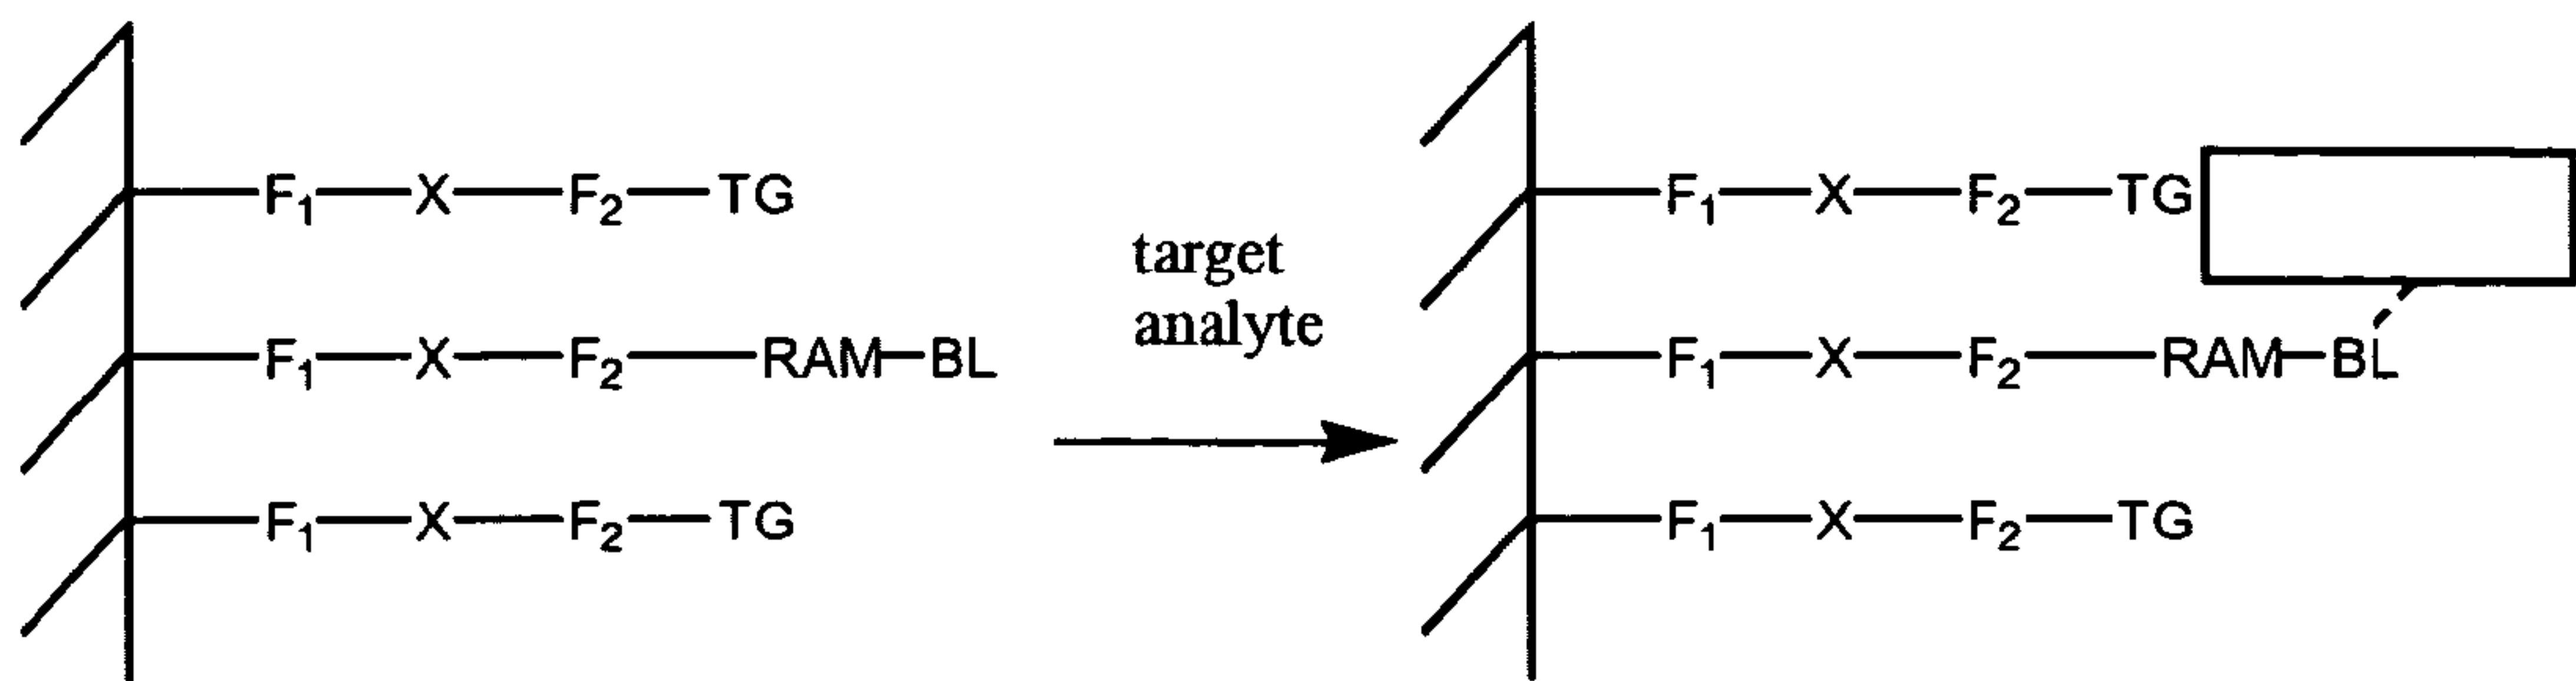 F₁—X—F₂—TG
F₁—X—F₂—RAM—BL
F₁—X—F₂—TG
target
analyte
F₁—X—F₂—TG
F₁—X—F₂—RAM—BL
F₁—X—F₂—TG